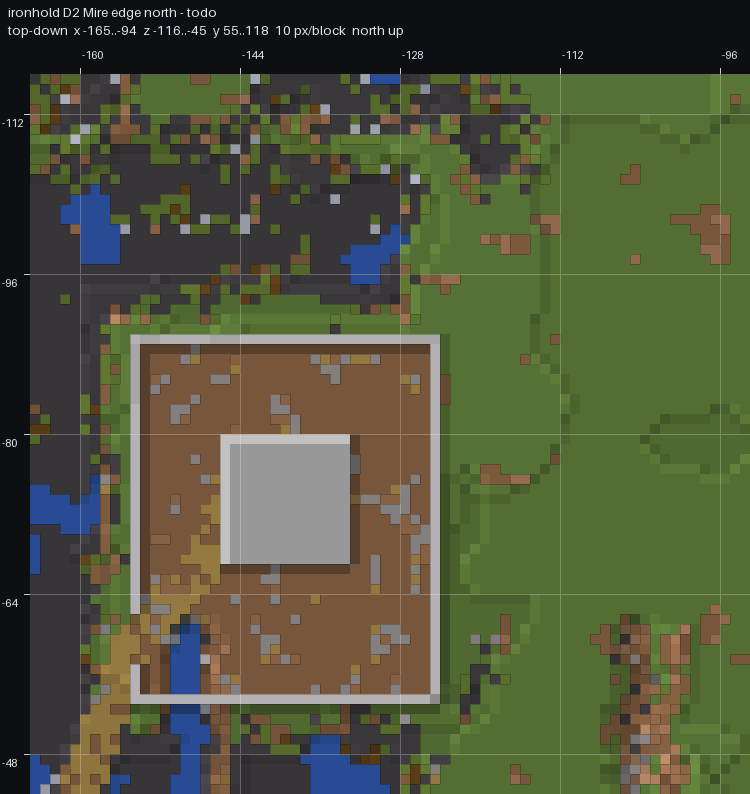 ironhold D2 Mire edge north - todo
top-down  x -165..-94  z -116..-45  y 55..118  10 px/block  north up
-160 -144 -128 -112 -96
-112
-96
-80
-64
-48